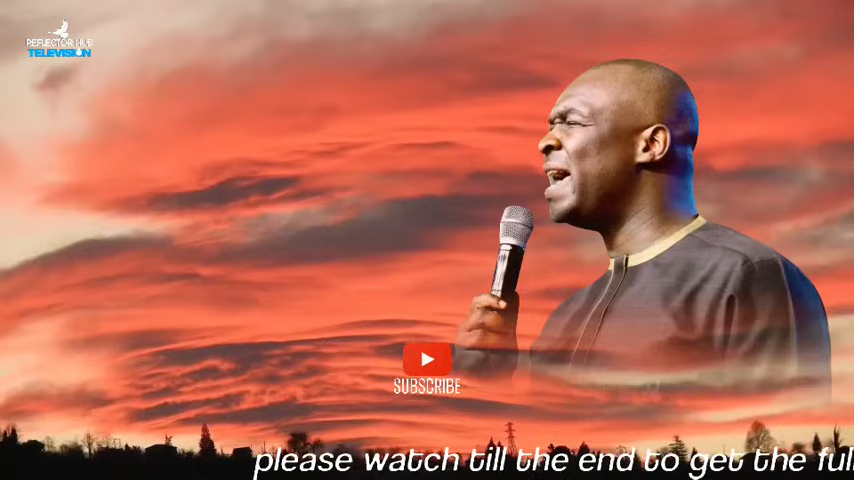 REFLECTOR HUB
TELEVISION
SUBSCRIBE
please watch till the end to get the full